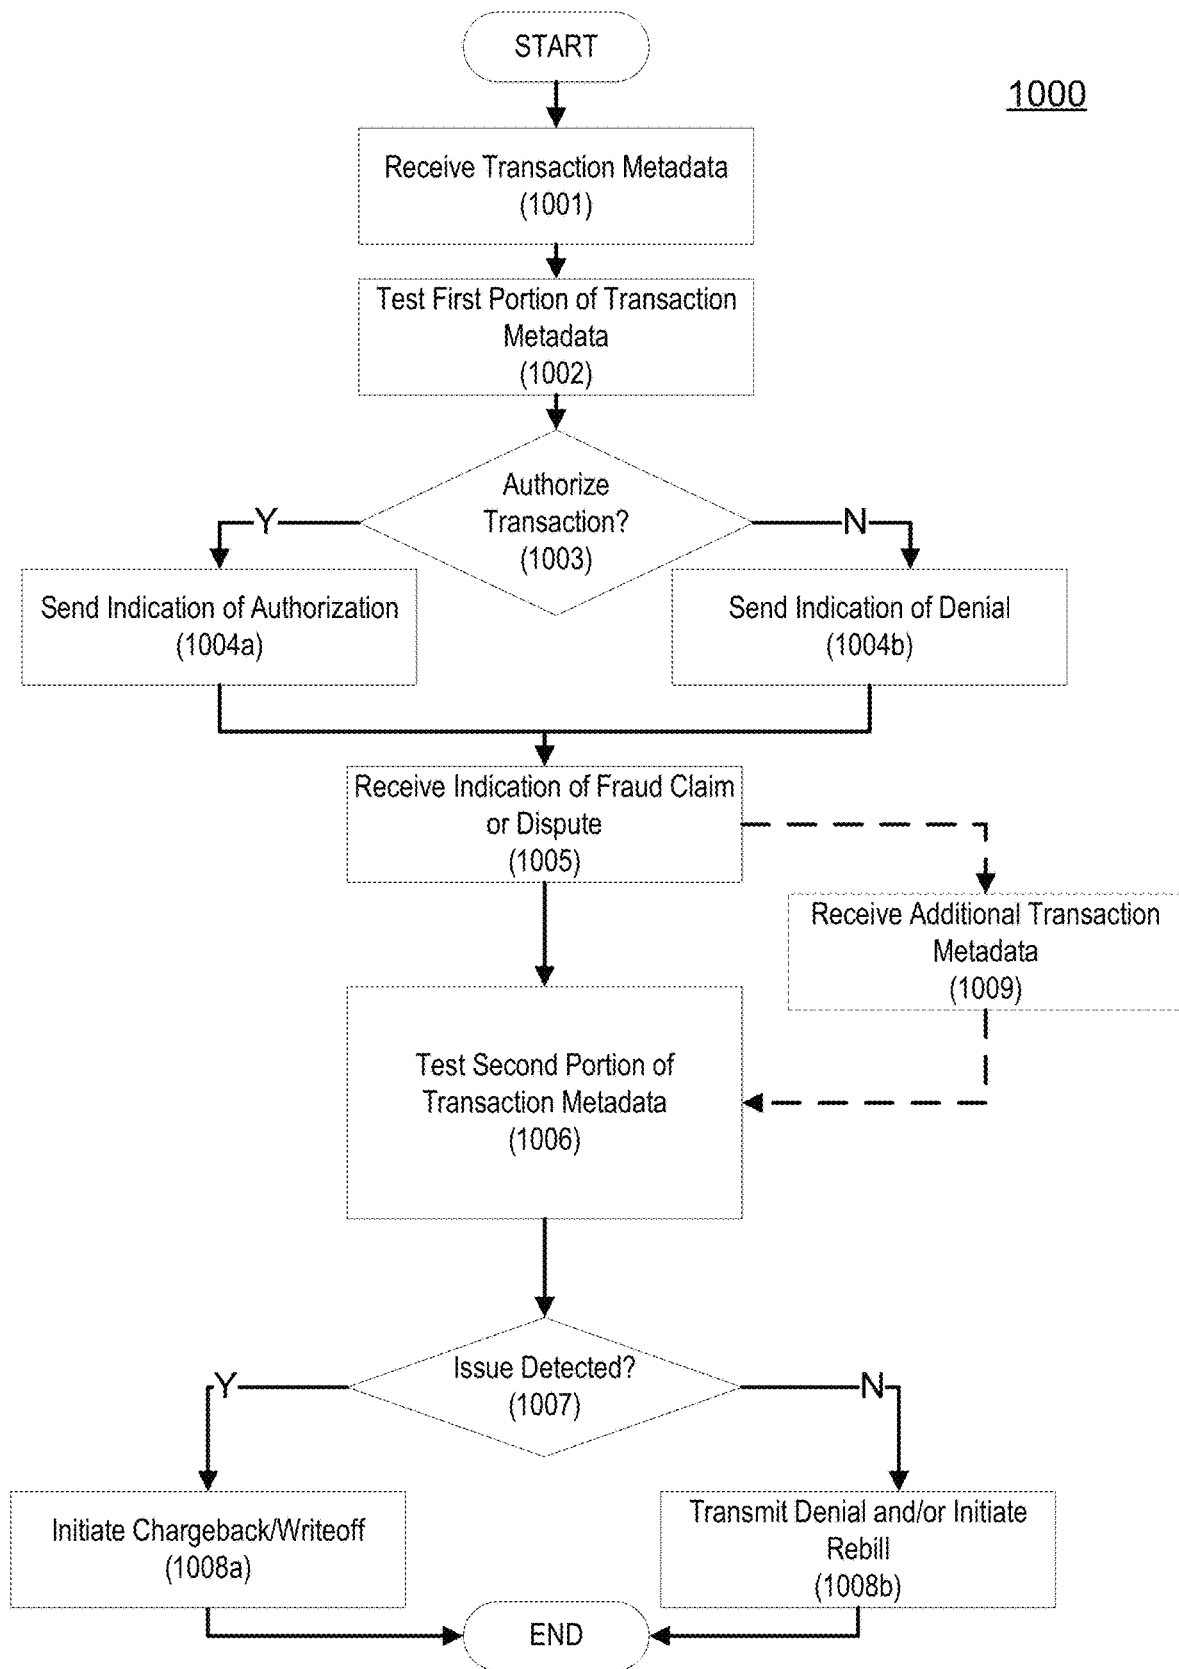 START
1000
Receive Transaction Metadata
(1001)
Test First Portion of Transaction
Metadata
(1002)
Authorize
Transaction?
(1003)
Y
N
Send Indication of Authorization
(1004a)
Send Indication of Denial
(1004b)
Receive Indication of Fraud Claim
or Dispute
(1005)
Receive Additional Transaction
Metadata
(1009)
Test Second Portion of
Transaction Metadata
(1006)
Issue Detected?
(1007)
Y
N
Initiate Chargeback/Writeoff
(1008a)
Transmit Denial and/or Initiate
Rebill
(1008b)
END